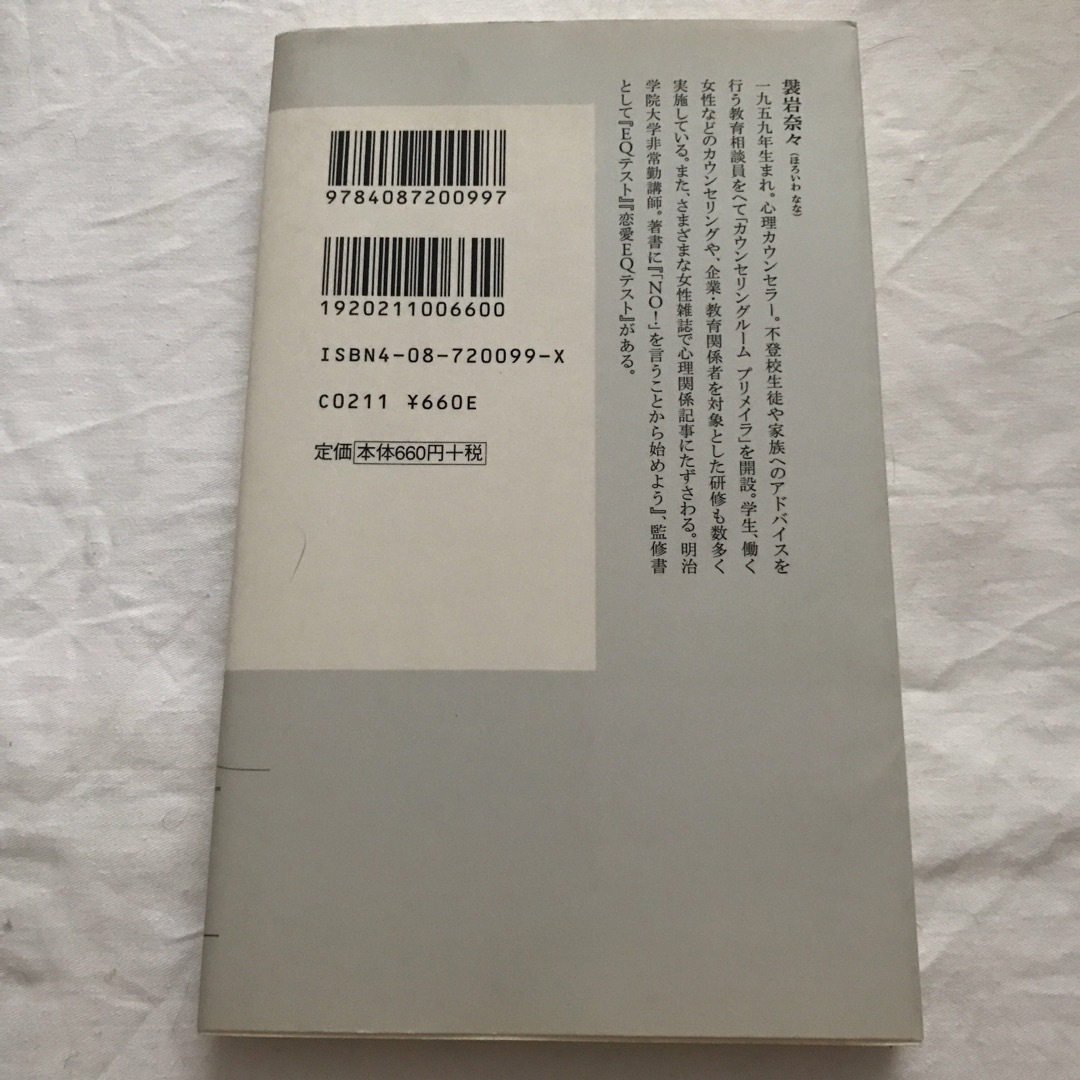 袰岩奈々（ほろいわ なな）
一九五九年生まれ。心理カウンセラー。不登校生徒や家族へのアドバイスを
行う教育相談員をへて「カウンセリングルーム プリメイラ」を開設。学生、働く
女性などのカウンセリングや、企業・教育関係者を対象とした研修も数多く
実施している。また、さまざまな女性雑誌で心理関係記事にたずさわる。明治
学院大学非常勤講師。著書に『「NO!」を言うことから始めよう』、監修書
として『EQテスト』『恋愛EQテスト』がある。
9784087200997
1920211006600
ISBN4-08-720099-X
C0211 ¥660E
定価 本体660円+税